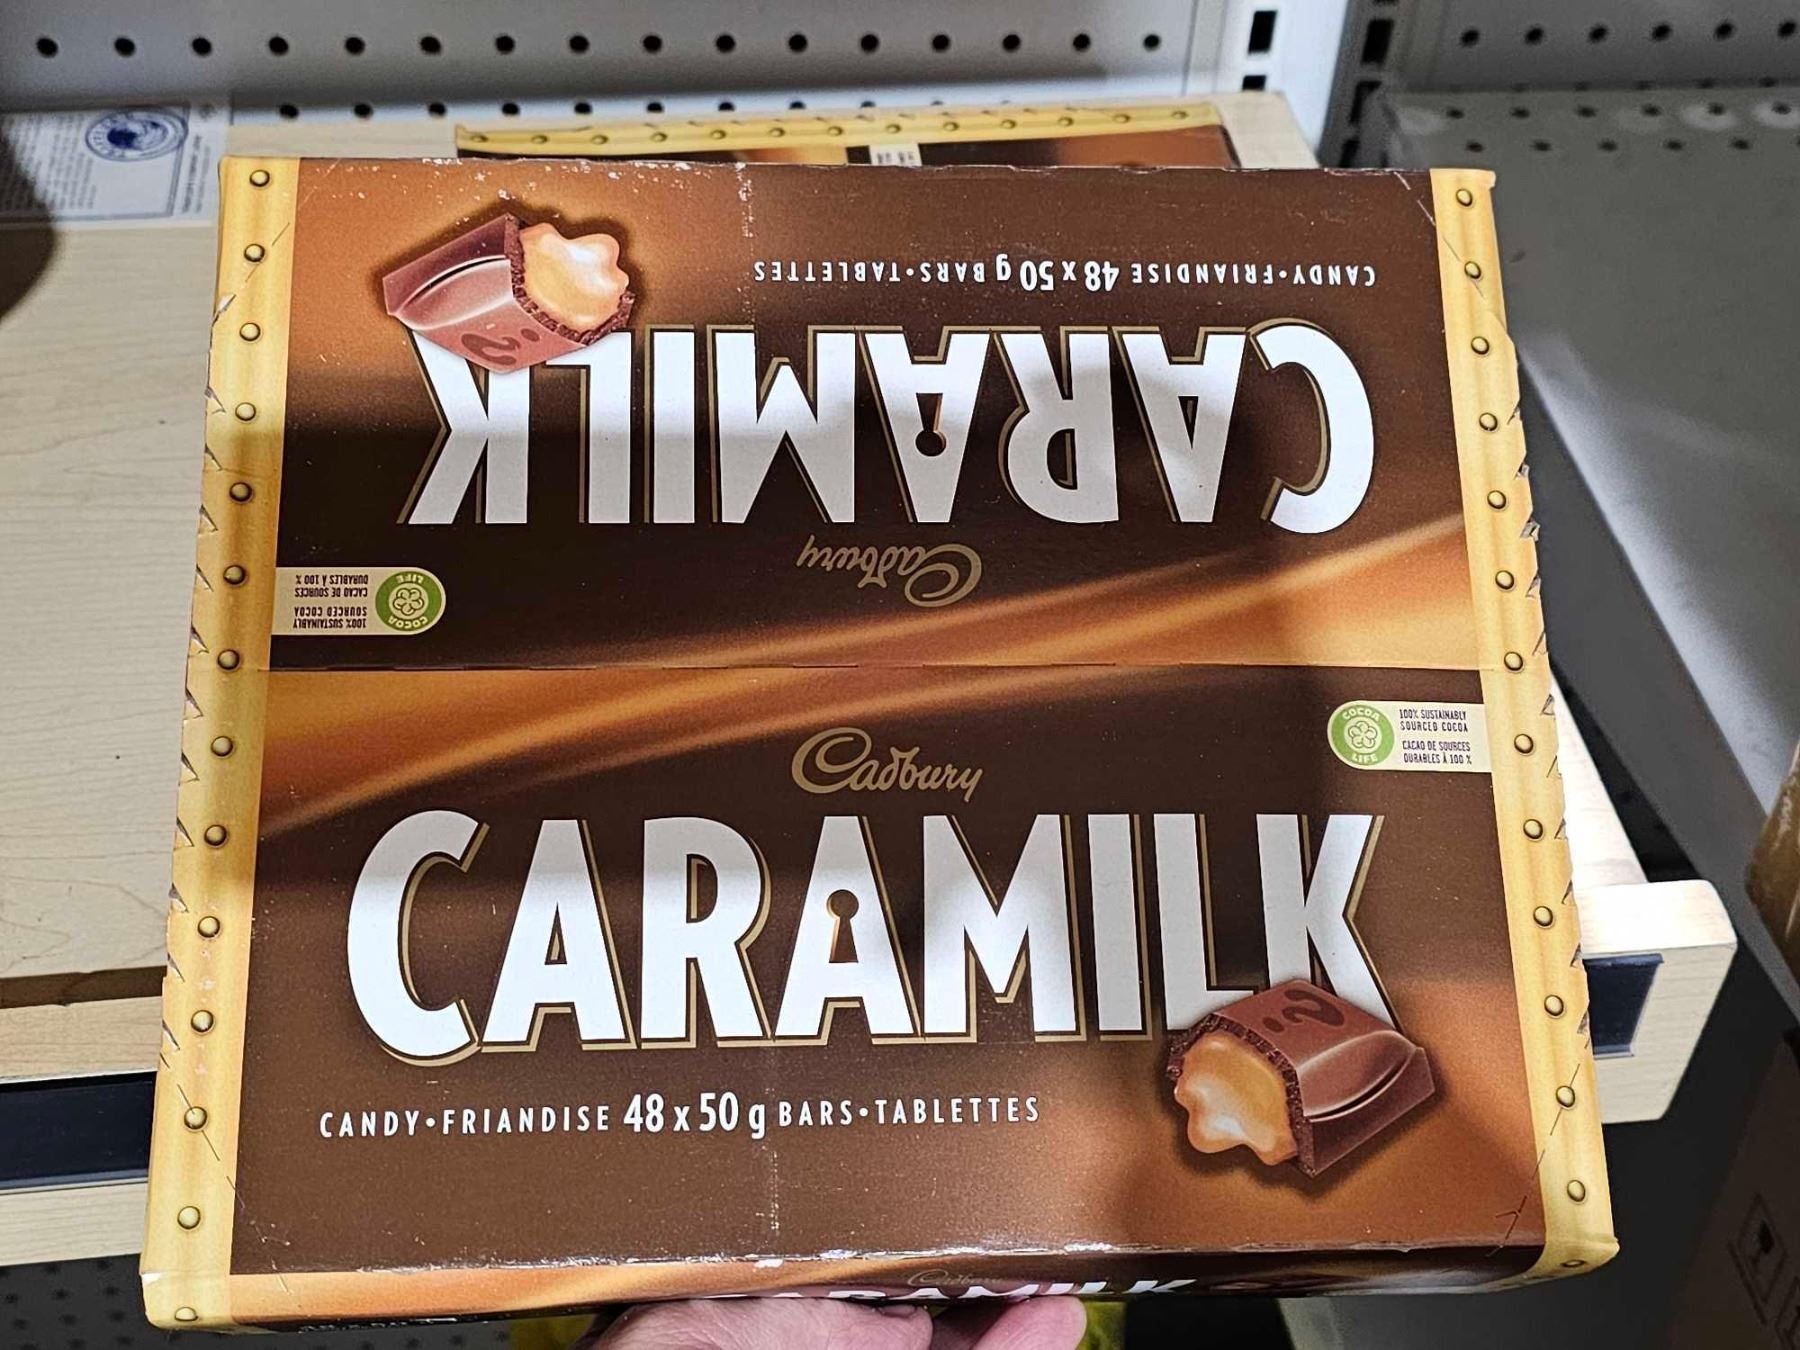 CANDY•FRIANDISE 48 x 50 g BARS•TABLETTES
CARAMILK
Cadbury
COCOA LIFE
100% SUSTAINABLY
SOURCED COCOA
CACAO DE SOURCES
DURABLES À 100 %
Cadbury
COCOA LIFE
100% SUSTAINABLY
SOURCED COCOA
CACAO DE SOURCES
DURABLES À 100 %
CARAMILK
CANDY•FRIANDISE 48 x 50 g BARS•TABLETTES
Cadbury
CARAMILK